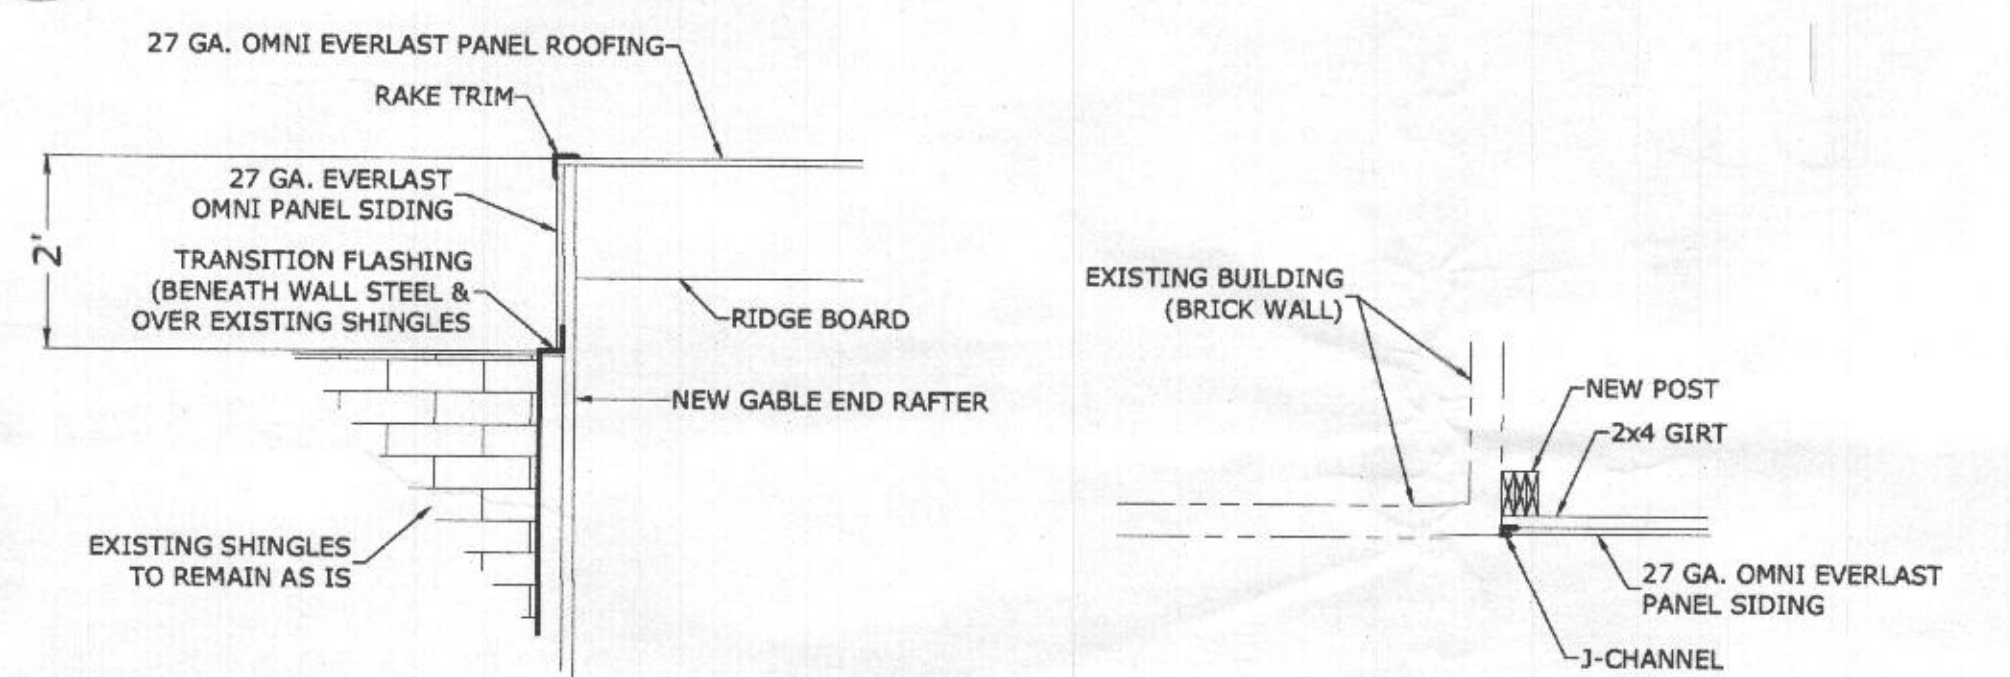 27 GA. OMNI EVERLAST PANEL ROOFING
RAKE TRIM
2'
27 GA. EVERLAST
OMNI PANEL SIDING
TRANSITION FLASHING
(BENEATH WALL STEEL &
OVER EXISTING SHINGLES
RIDGE BOARD
NEW GABLE END RAFTER
EXISTING SHINGLES
TO REMAIN AS IS
EXISTING BUILDING
(BRICK WALL)
NEW POST
2x4 GIRT
27 GA. OMNI EVERLAST
PANEL SIDING
J-CHANNEL